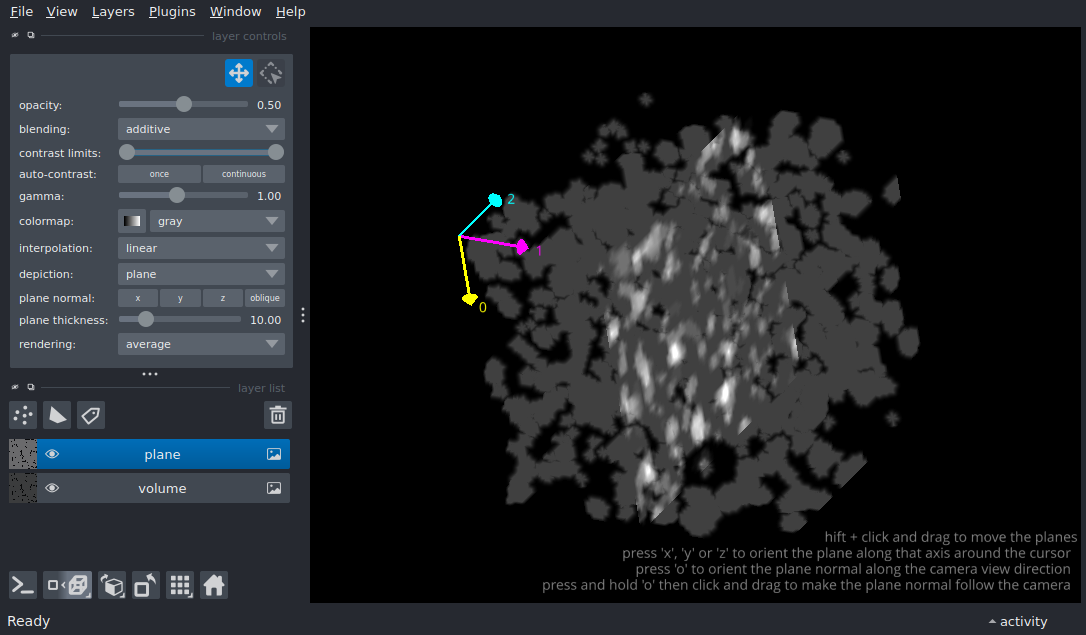 File View Layers Plugins Window Help
layer controls
opacity: 0.50
blending: additive
contrast limits:
auto-contrast: once continuous
gamma: 1.00
colormap: gray
interpolation: linear
depiction: plane
plane normal: x y z oblique
plane thickness: 10.00
rendering: average
layer list
plane
volume
2
1
0
hift + click and drag to move the planes
press 'x', 'y' or 'z' to orient the plane along that axis around the cursor
press 'o' to orient the plane normal along the camera view direction
press and hold 'o' then click and drag to make the plane normal follow the camera
Ready
activity